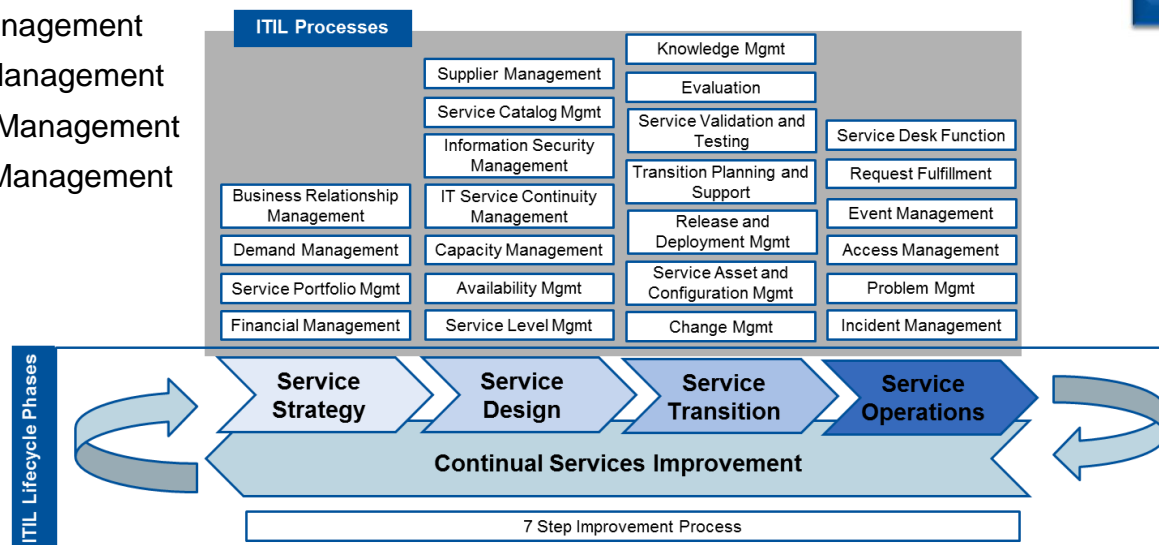 nagement
Management
Management
Management
ITIL Processes
Business Relationship
Management
Demand Management
Service Portfolio Mgmt
Financial Management
Supplier Management
Service Catalog Mgmt
Information Security
Management
IT Service Continuity
Management
Capacity Management
Availability Mgmt
Service Level Mgmt
Knowledge Mgmt
Evaluation
Service Validation and
Testing
Transition Planning and
Support
Release and
Deployment Mgmt
Service Asset and
Configuration Mgmt
Change Mgmt
Service Desk Function
Request Fulfillment
Event Management
Access Management
Problem Mgmt
Incident Management
ITIL Lifecycle Phases
Service
Strategy
Service
Design
Service
Transition
Service
Operations
Continual Services Improvement
7 Step Improvement Process